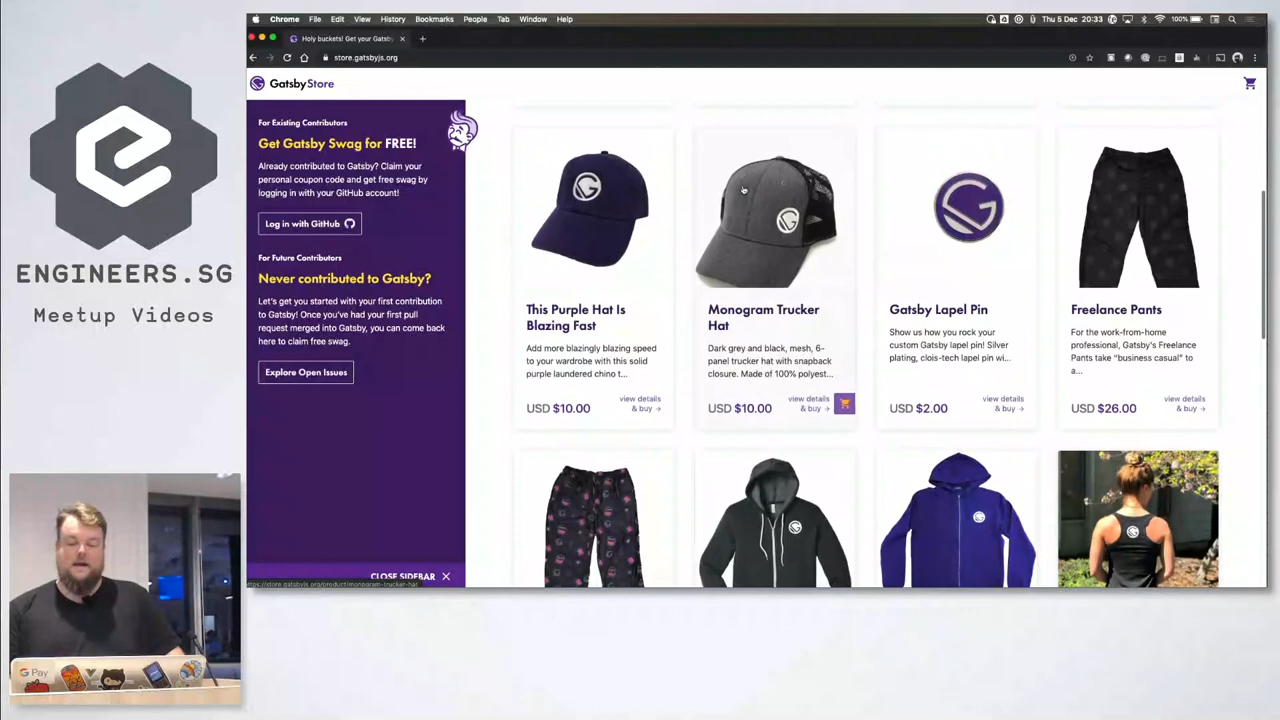 Chrome File Edit View History Bookmarks People Tab Window Help
Thu 5 Dec 20:33
100%
Holy buckets! Get your Gatsby
store.gatsbyjs.org
GatsbyStore
For Existing Contributors
Get Gatsby Swag for FREE!
Already contributed to Gatsby? Claim your
personal coupon code and get free swag by
logging in with your GitHub account!
Log in with GitHub
For Future Contributors
Never contributed to Gatsby?
Let's get you started with your first contribution
to Gatsby! Once you've had your first pull
request merged into Gatsby, you can come back
here to claim free swag.
Explore Open Issues
CLOSE SIDEBAR
https://store.gatsbyjs.org/product/monogram-trucker-hat
This Purple Hat Is
Blazing Fast
Add more blazingly blazing speed
to your wardrobe with this solid
purple laundered chino t...
USD $10.00
view details
& buy →
Monogram Trucker
Hat
Dark grey and black, mesh, 6-
panel trucker hat with snapback
closure. Made of 100% polyest...
USD $10.00
view details
& buy →
Gatsby Lapel Pin
Show us how you rock your
custom Gatsby lapel pin! Silver
plating, clois-tech lapel pin wi...
USD $2.00
view details
& buy →
Freelance Pants
For the work-from-home
professional, Gatsby's Freelance
Pants take "business casual" to
a...
USD $26.00
view details
& buy →
ENGINEERS.SG
Meetup Videos
G Pay